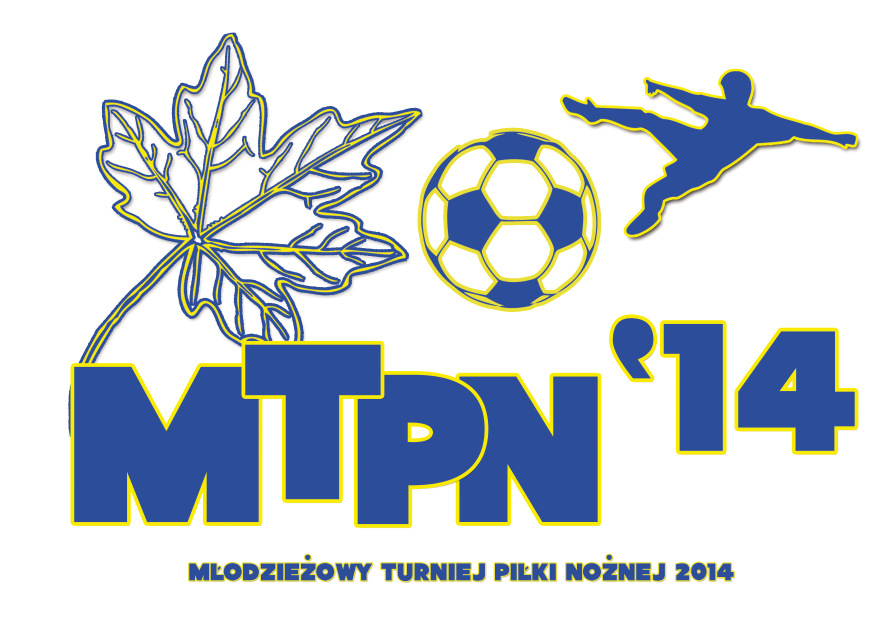 MTPN ‘14
MŁODZIEŻOWY TURNIEJ PIŁKI NOŻNEJ 2014